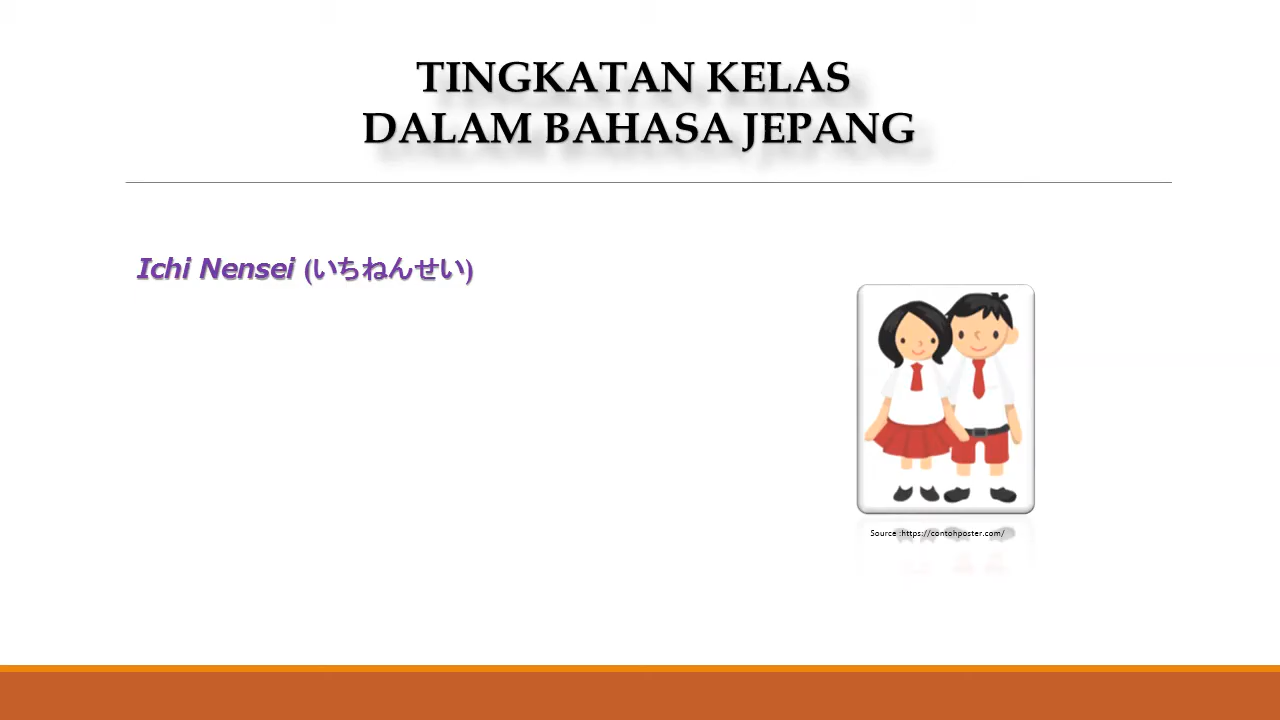 TINGKATAN KELAS
DALAM BAHASA JEPANG
Ichi Nensei (いちねんせい)
Source :https://contohposter.com/